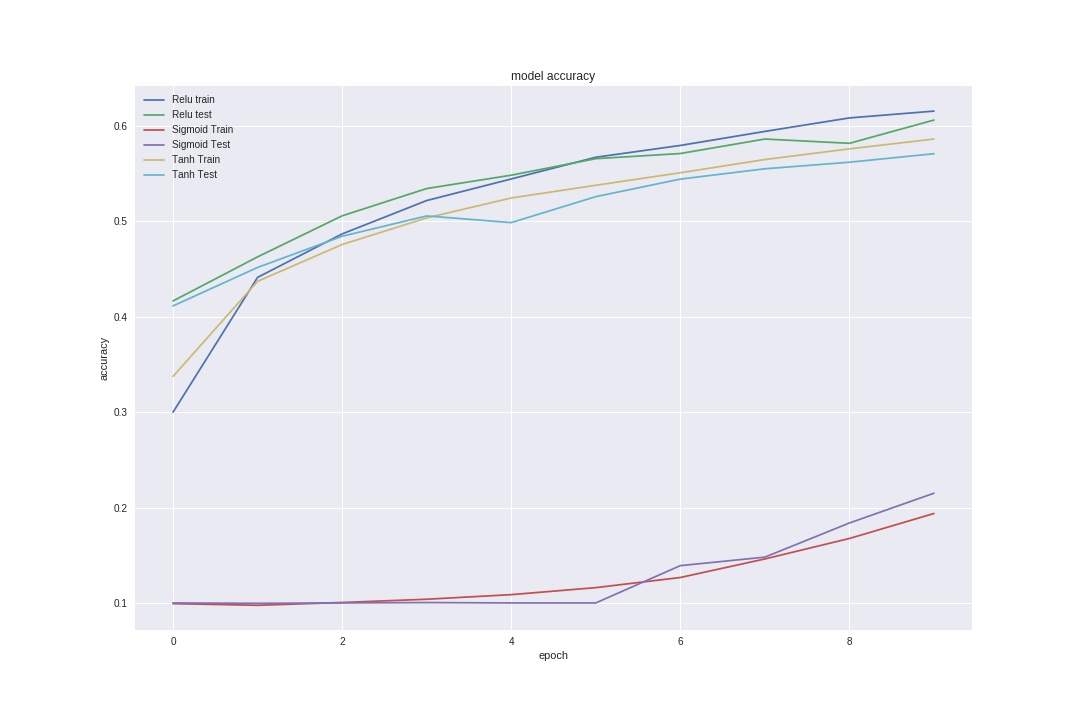 model accuracy
Relu train
Relu test
Sigmoid Train
Sigmoid Test
Tanh Train
Tanh Test
0.6
0.5
0.4
0.3
0.2
0.1
accuracy
0 2 4 6 8
epoch